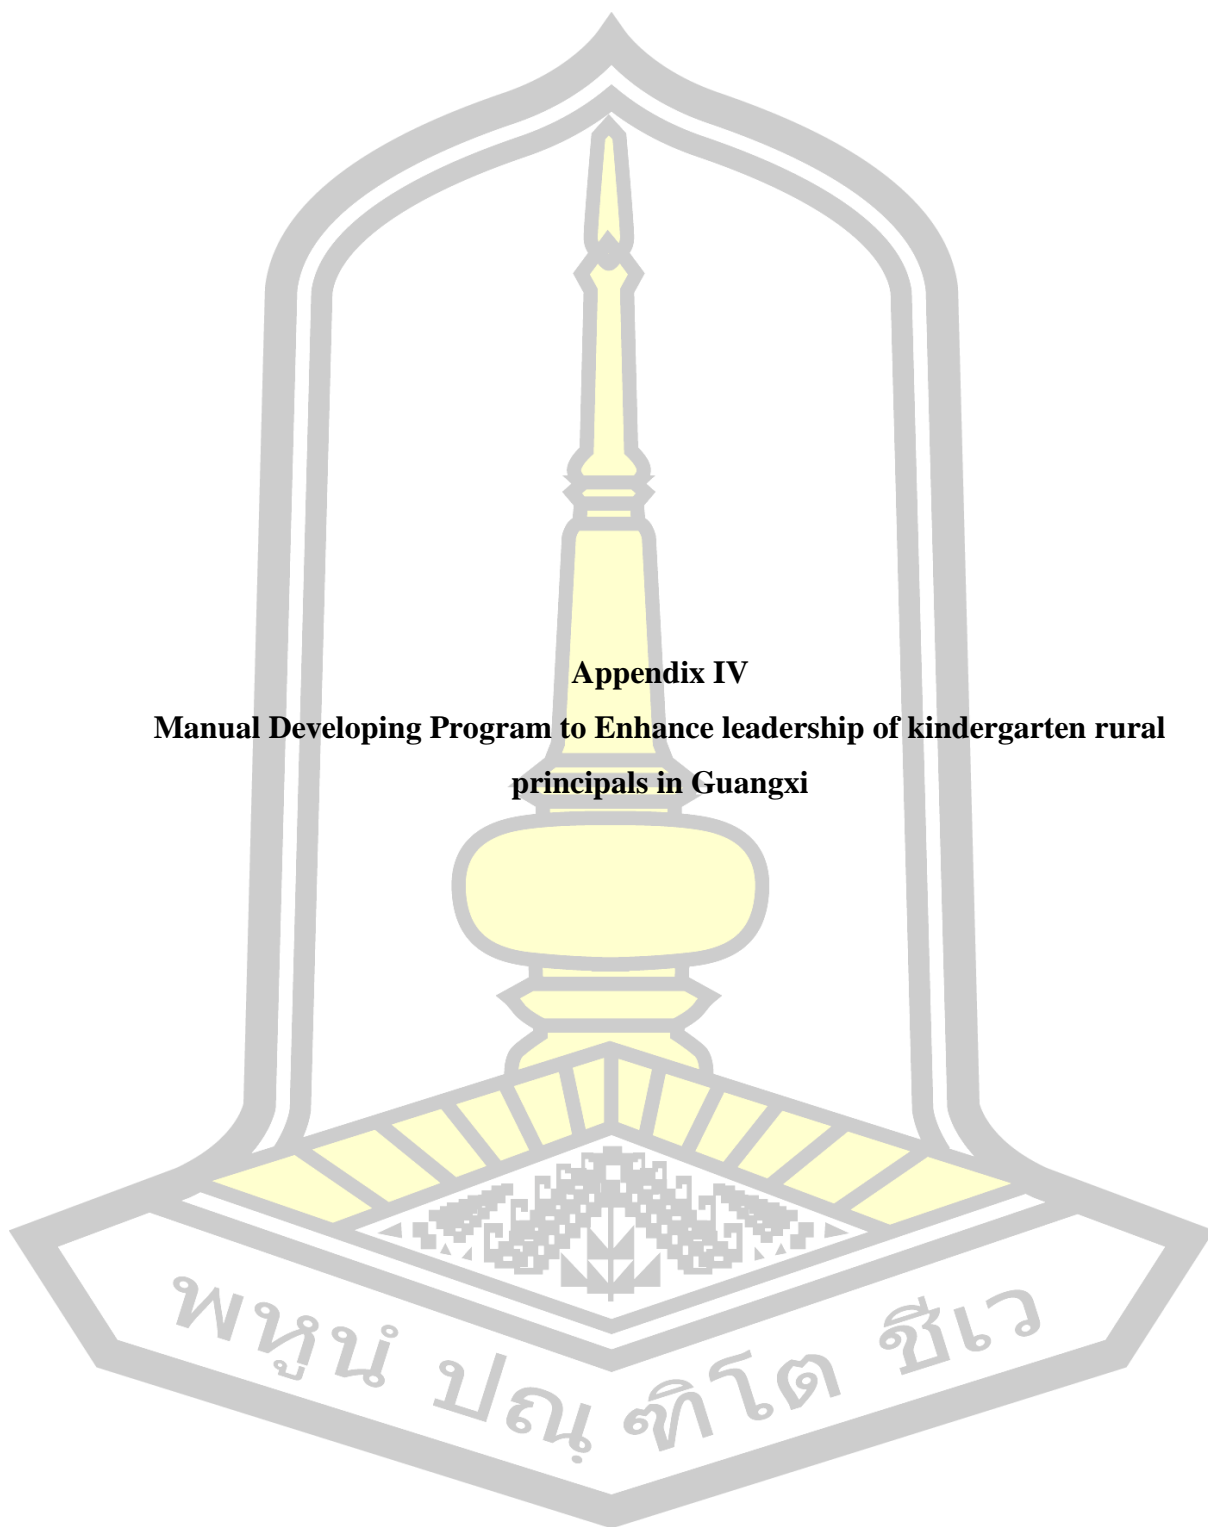 Appendix IV
Manual Developing Program to Enhance leadership of kindergarten rural
principals in Guangxi
พหูนํ ปณฺฑิโต ชีเว